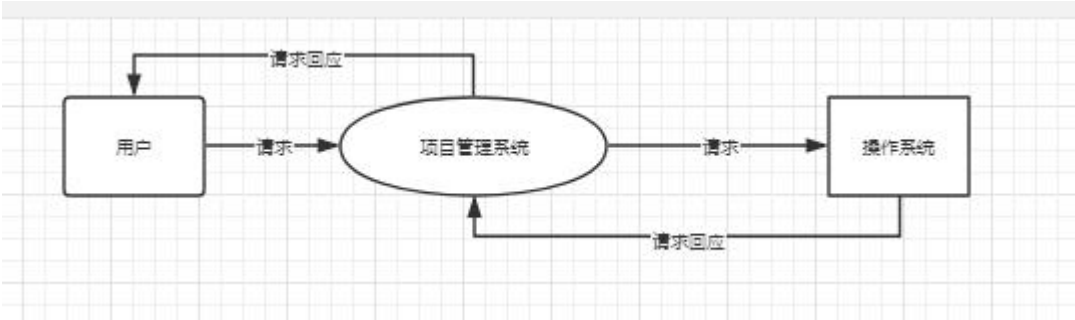 请求回应
用户
请求
项目管理系统
请求
操作系统
请求回应